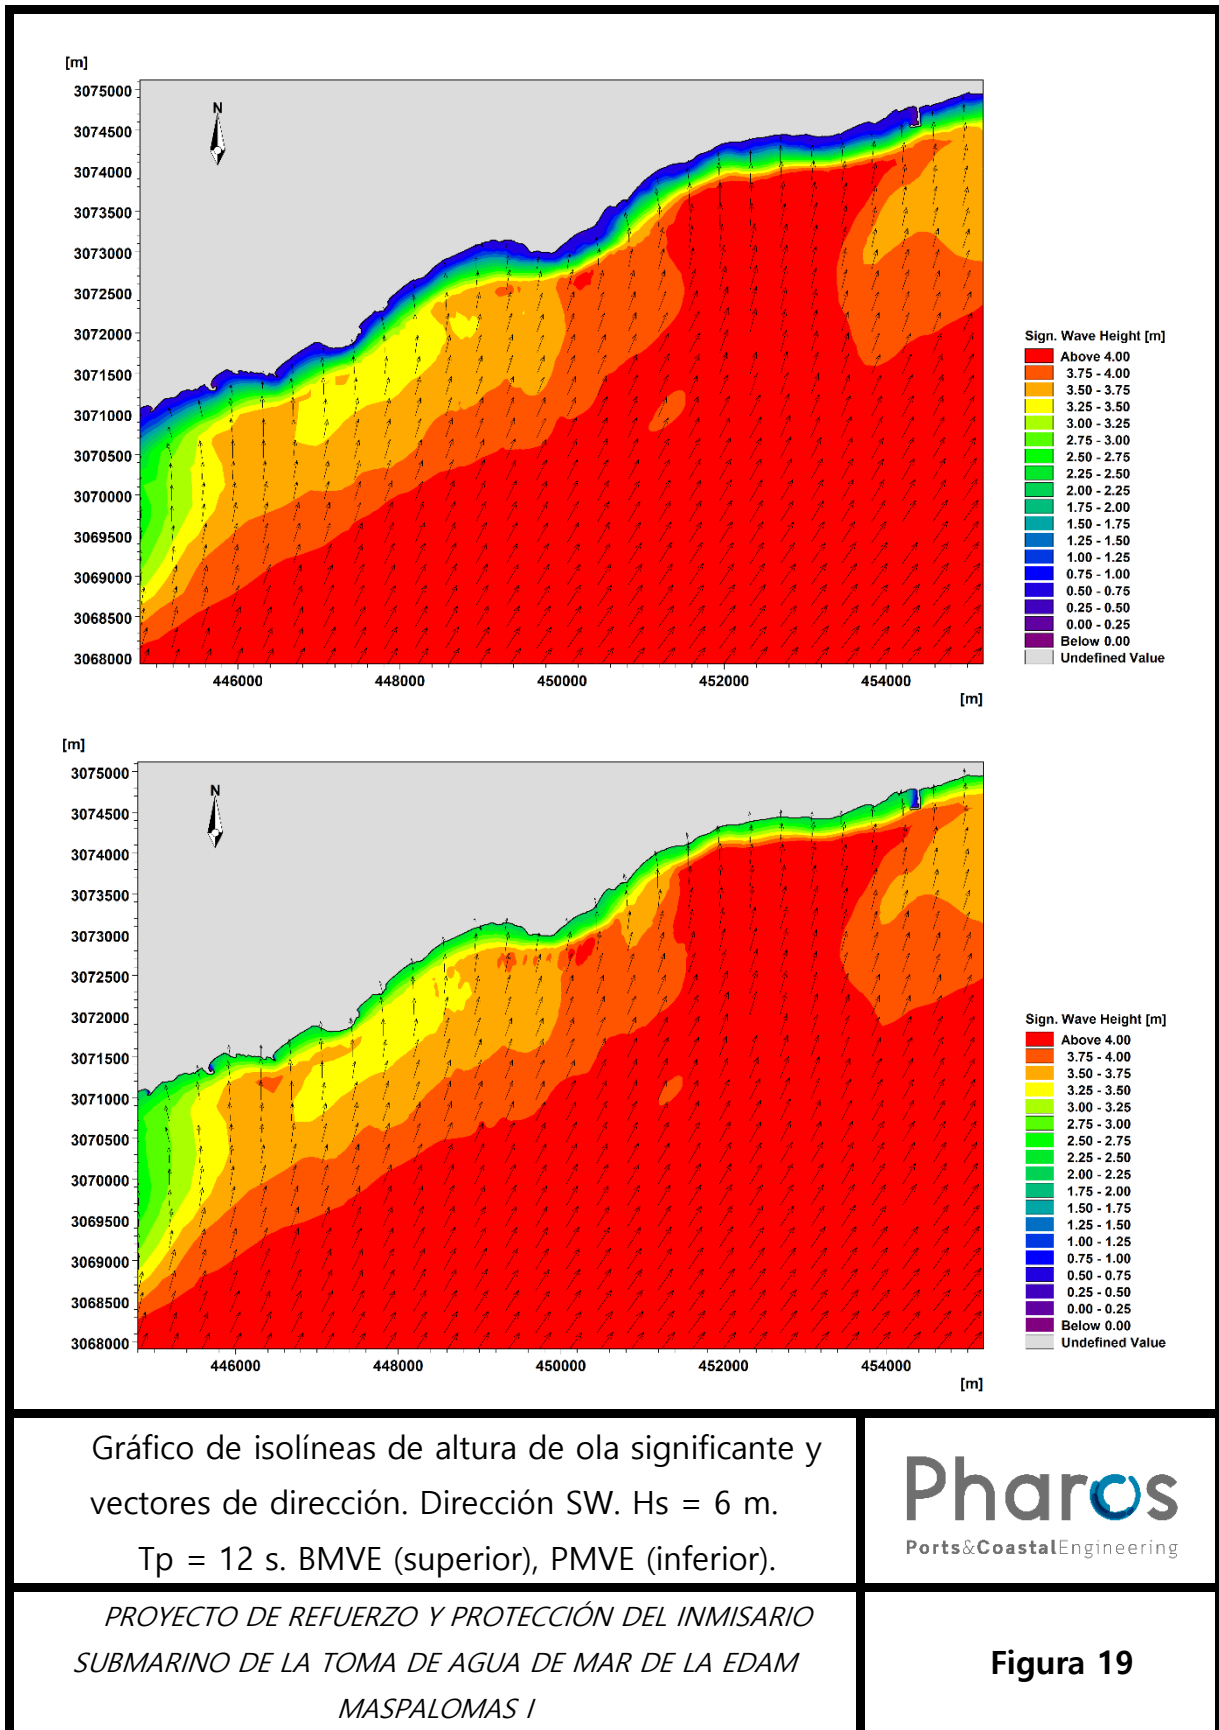 [m]
N
3075000
3074500
3074000
3073500
3073000
3072500
3072000
3071500
3071000
3070500
3070000
3069500
3069000
3068500
3068000
446000 448000 450000 452000 454000
[m]
Sign. Wave Height [m]
Above 4.00
3.75 - 4.00
3.50 - 3.75
3.25 - 3.50
3.00 - 3.25
2.75 - 3.00
2.50 - 2.75
2.25 - 2.50
2.00 - 2.25
1.75 - 2.00
1.50 - 1.75
1.25 - 1.50
1.00 - 1.25
0.75 - 1.00
0.50 - 0.75
0.25 - 0.50
0.00 - 0.25
Below 0.00
Undefined Value
[m]
N
3075000
3074500
3074000
3073500
3073000
3072500
3072000
3071500
3071000
3070500
3070000
3069500
3069000
3068500
3068000
446000 448000 450000 452000 454000
[m]
Sign. Wave Height [m]
Above 4.00
3.75 - 4.00
3.50 - 3.75
3.25 - 3.50
3.00 - 3.25
2.75 - 3.00
2.50 - 2.75
2.25 - 2.50
2.00 - 2.25
1.75 - 2.00
1.50 - 1.75
1.25 - 1.50
1.00 - 1.25
0.75 - 1.00
0.50 - 0.75
0.25 - 0.50
0.00 - 0.25
Below 0.00
Undefined Value
Gráfico de isolíneas de altura de ola significante y
vectores de dirección. Dirección SW. Hs = 6 m.
Tp = 12 s. BMVE (superior), PMVE (inferior).
Pharos
Ports&CoastalEngineering
PROYECTO DE REFUERZO Y PROTECCIÓN DEL INMISARIO
SUBMARINO DE LA TOMA DE AGUA DE MAR DE LA EDAM
MASPALOMAS I
Figura 19